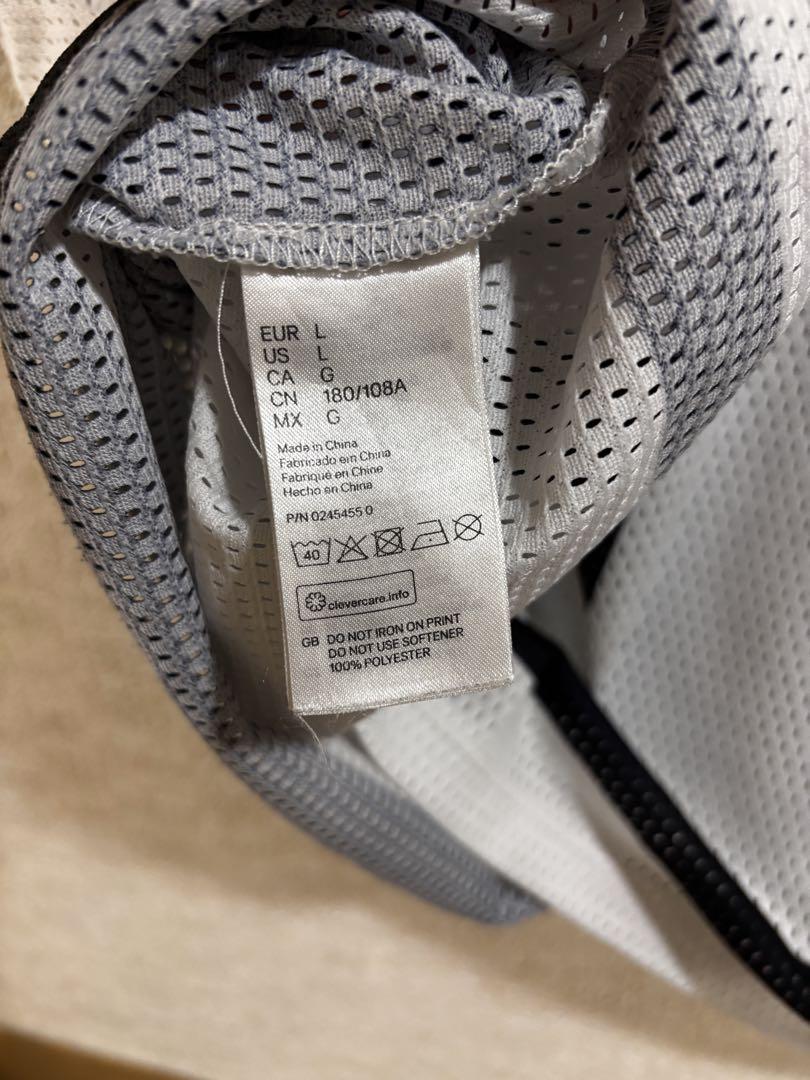 EUR L
US L
CA G
CN 180/108A
MX G
Made in China
Fabricado em China
Fabriqué en Chine
Hecho en China
P/N 0245455 0
40
clevercare.info
GB DO NOT IRON ON PRINT
DO NOT USE SOFTENER
100% POLYESTER